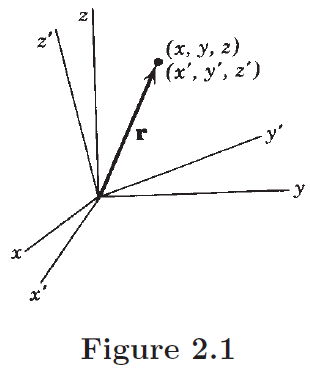 z
z′
(x, y, z)
(x′, y′, z′)
r
y′
y
x
x′
Figure 2.1